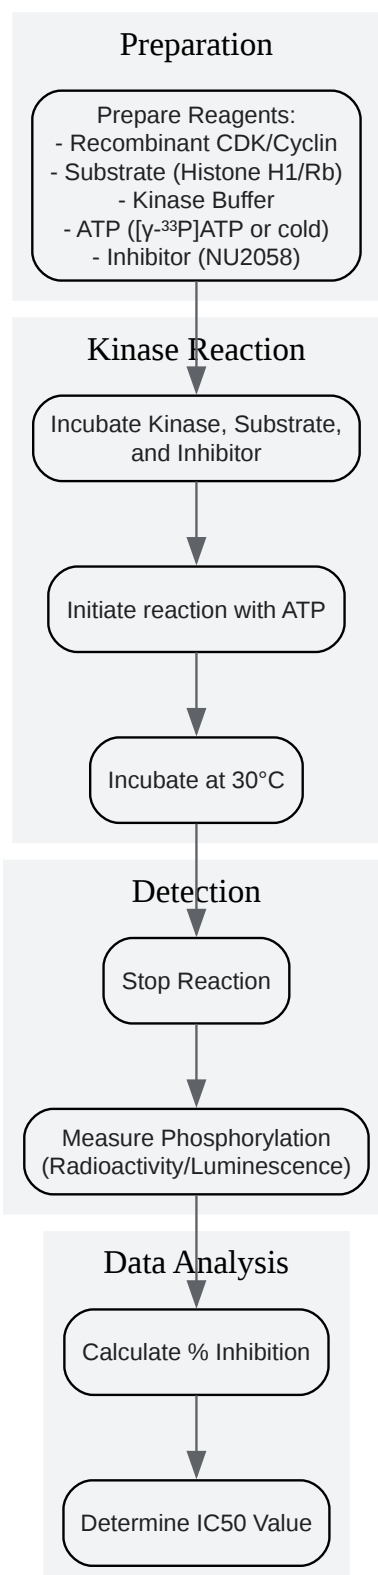 Preparation
Prepare Reagents:
- Recombinant CDK/Cyclin
- Substrate (Histone H1/Rb)
- Kinase Buffer
- ATP ([γ-³³P]ATP or cold)
- Inhibitor (NU2058)
Kinase Reaction
Incubate Kinase, Substrate,
and Inhibitor
Initiate reaction with ATP
Incubate at 30°C
Detection
Stop Reaction
Measure Phosphorylation
(Radioactivity/Luminescence)
Data Analysis
Calculate % Inhibition
Determine IC50 Value